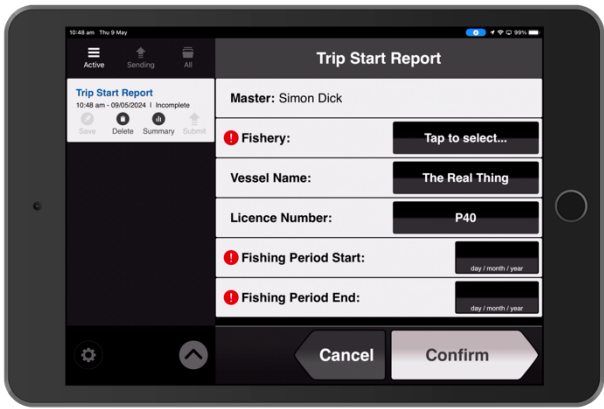 10:48 am Thu 9 May
99%
Active
Sending
All
Trip Start Report
10:48 am - 09/05/2024 | Incomplete
Save
Delete
Summary
Submit
Trip Start Report
Master: Simon Dick
! Fishery:
Tap to select...
Vessel Name:
The Real Thing
Licence Number:
P40
! Fishing Period Start:
day / month / year
! Fishing Period End:
day / month / year
Cancel
Confirm